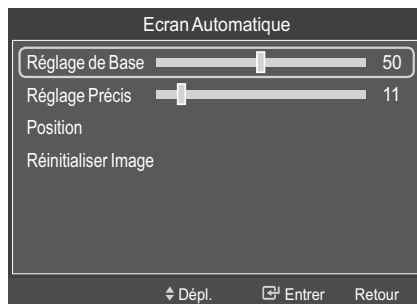 Ecran Automatique
Réglage de Base 50
Réglage Précis 11
Position
Réinitialiser Image
Dépl. Entrer Retour